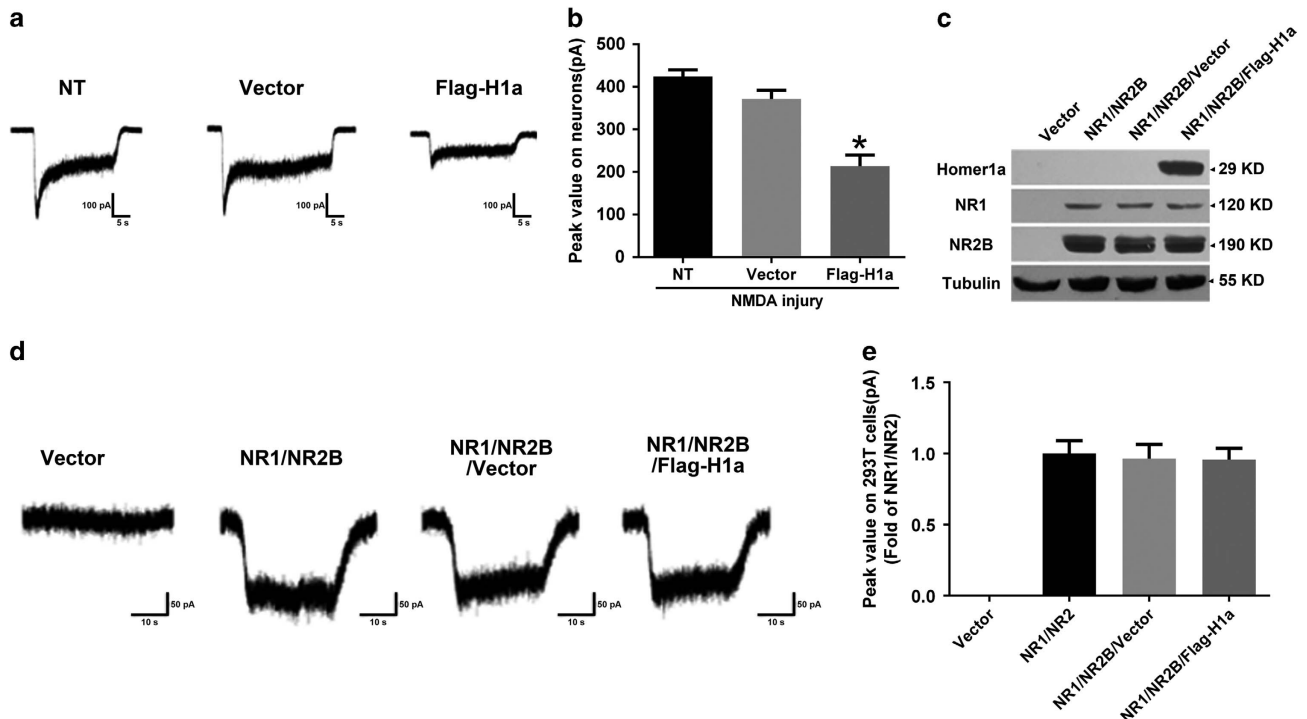 a
NT
Vector
Flag-H1a
100 pA
5 s
100 pA
5 s
100 pA
5 s
b
Peak value on neurons(pA)
500
400
300
200
100
0
*
NT
Vector
Flag-H1a
NMDA injury
c
Vector
NR1/NR2B
NR1/NR2B/Vector
NR1/NR2B/Flag-H1a
Homer1a
29 KD
NR1
120 KD
NR2B
190 KD
Tubulin
55 KD
d
Vector
NR1/NR2B
NR1/NR2B
/Vector
NR1/NR2B
/Flag-H1a
50 pA
10 s
50 pA
10 s
50 pA
10 s
50 pA
10 s
e
Peak value on 293T cells(pA)
(Fold of NR1/NR2)
1.5
1.0
0.5
0.0
Vector
NR1/NR2
NR1/NR2B/Vector
NR1/NR2B/Flag-H1a